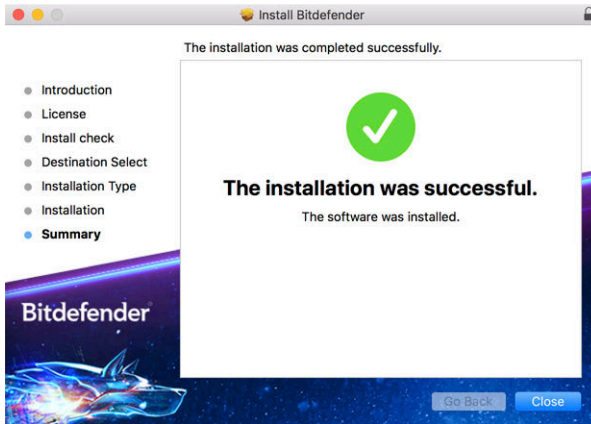 Install Bitdefender
The installation was completed successfully.
Introduction
License
Install check
Destination Select
Installation Type
Installation
Summary
The installation was successful.
The software was installed.
Bitdefender
Go Back
Close